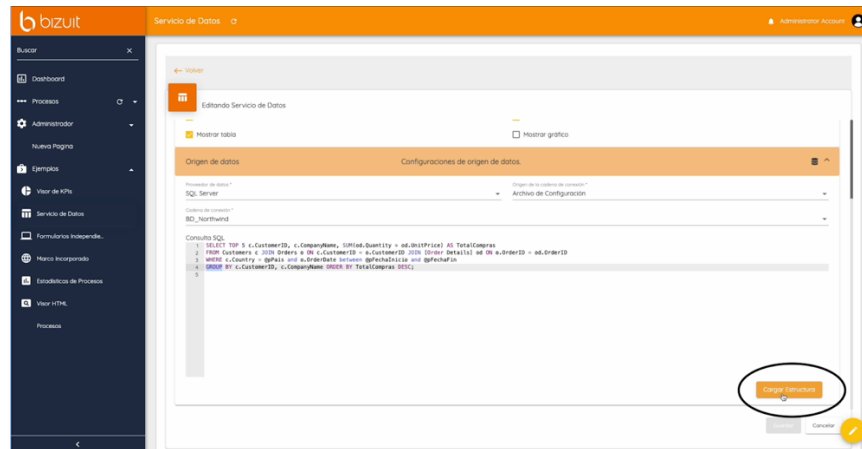 bizuit
Servicio de Datos
Administrator Account
Buscar
Dashboard
Procesos
Administrador
Nueva Pagina
Ejemplos
Visor de KPIs
Servicio de Datos
Formularios Independie...
Marco Incorporado
Estadísticas de Procesos
Visor HTML
Procesos
Volver
Editando Servicio de Datos
Mostrar tabla
Mostrar gráfico
Origen de datos
Configuraciones de origen de datos.
Proveedor de datos *
SQL Server
Origen de la cadena de conexión *
Archivo de Configuración
Cadena de conexión *
BD_Northwind
Consulta SQL
1 SELECT TOP 5 c.CustomerID, c.CompanyName, SUM(od.Quantity * od.UnitPrice) AS TotalCompras
2 FROM Customers c JOIN Orders o ON c.CustomerID = o.CustomerID JOIN [Order Details] od ON o.OrderID = od.OrderID
3 WHERE c.Country = @pPais and o.OrderDate between @pFechaInicio and @pFechaFin
4 GROUP BY c.CustomerID, c.CompanyName ORDER BY TotalCompras DESC;
5
Cargar Estructura
Cancelar